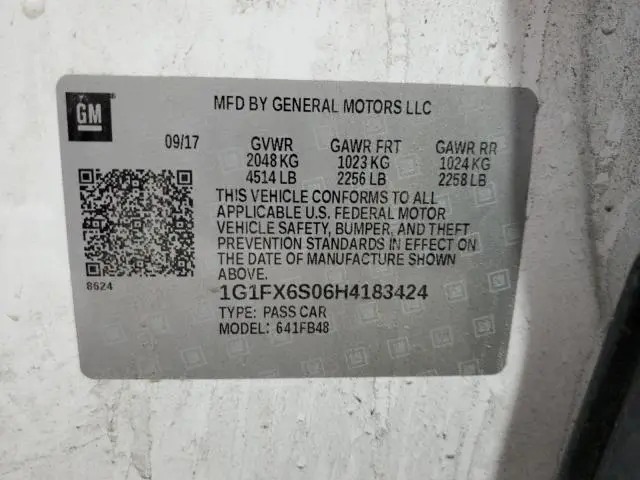 GM
MFD BY GENERAL MOTORS LLC
09/17 GVWR GAWR FRT GAWR RR
2048 KG 1023 KG 1024 KG
4514 LB 2256 LB 2258 LB
THIS VEHICLE CONFORMS TO ALL
APPLICABLE U.S. FEDERAL MOTOR
VEHICLE SAFETY, BUMPER, AND THEFT
PREVENTION STANDARDS IN EFFECT ON
THE DATE OF MANUFACTURE SHOWN
ABOVE.
8624
1G1FX6S06H4183424
TYPE: PASS CAR
MODEL: 641FB48